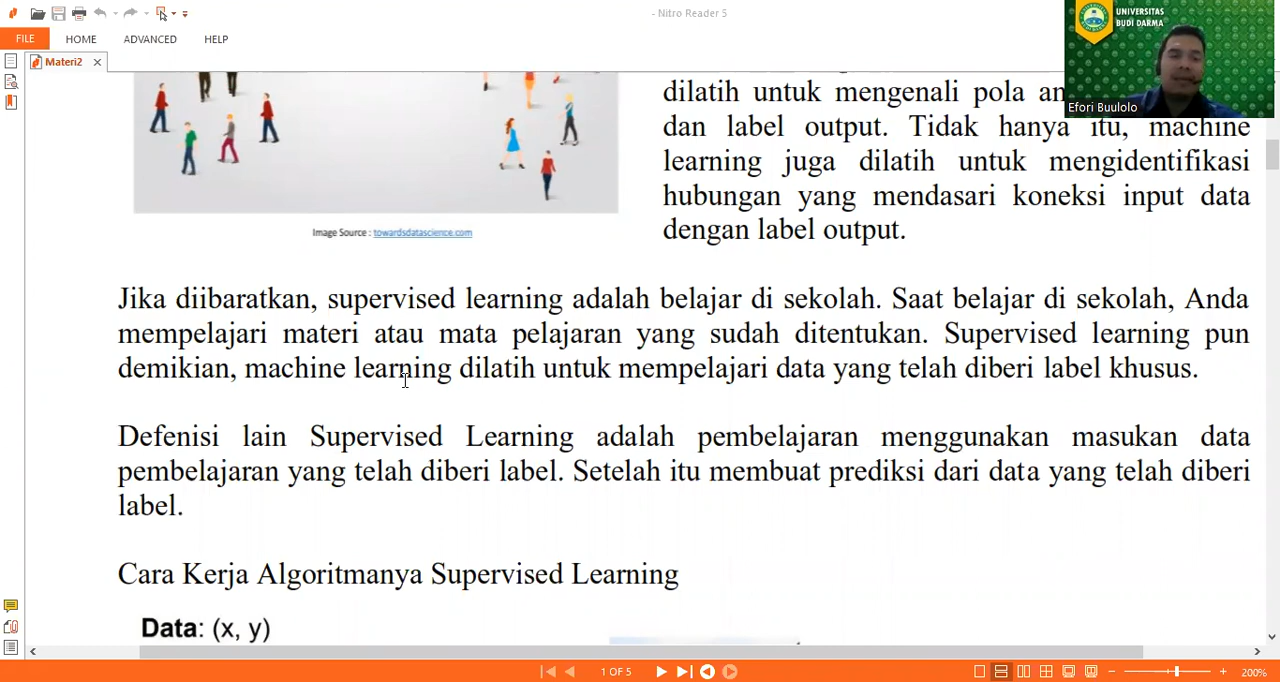 - Nitro Reader 5
FILE HOME ADVANCED HELP
Materi2
UNIVERSITAS
BUDI DARMA
Efori Buulolo
dilatih untuk mengenali pola
dan label output. Tidak hanya itu, machine
learning juga dilatih untuk mengidentifikasi
hubungan yang mendasari koneksi input data
dengan label output.
Image Source : towardsdatascience.com
Jika diibaratkan, supervised learning adalah belajar di sekolah. Saat belajar di sekolah, Anda
mempelajari materi atau mata pelajaran yang sudah ditentukan. Supervised learning pun
demikian, machine learning dilatih untuk mempelajari data yang telah diberi label khusus.
Defenisi lain Supervised Learning adalah pembelajaran menggunakan masukan data
pembelajaran yang telah diberi label. Setelah itu membuat prediksi dari data yang telah diberi
label.
Cara Kerja Algoritmanya Supervised Learning
Data: (x, y)
1 OF 5
200%